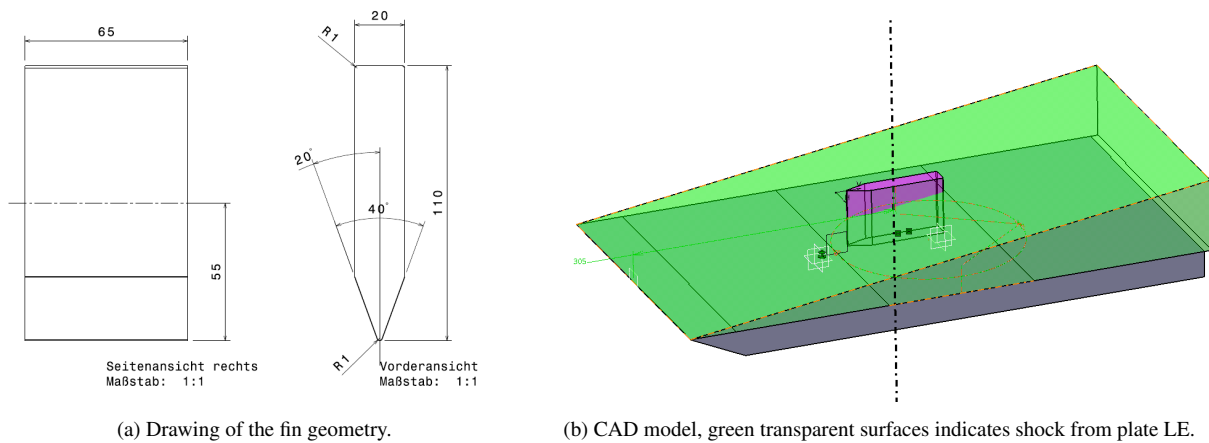 65
20
R1
20°
40°
110
55
R1
Seitenansicht rechts
Maßstab: 1:1
Vorderansicht
Maßstab: 1:1
305
(a) Drawing of the fin geometry.
(b) CAD model, green transparent surfaces indicates shock from plate LE.